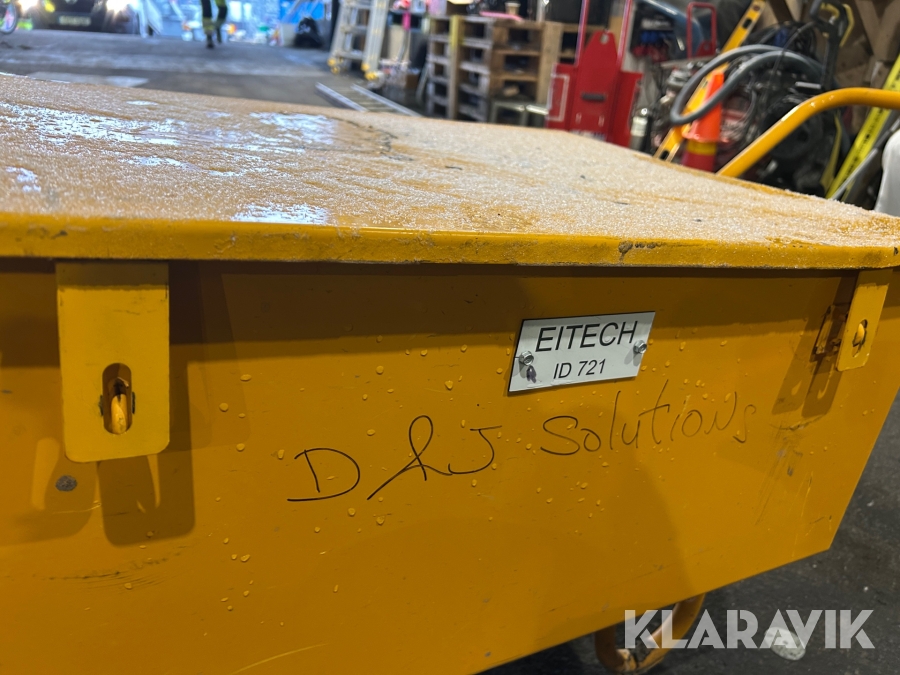 EITECH
ID 721
D & J Solutions
KLARAVIK